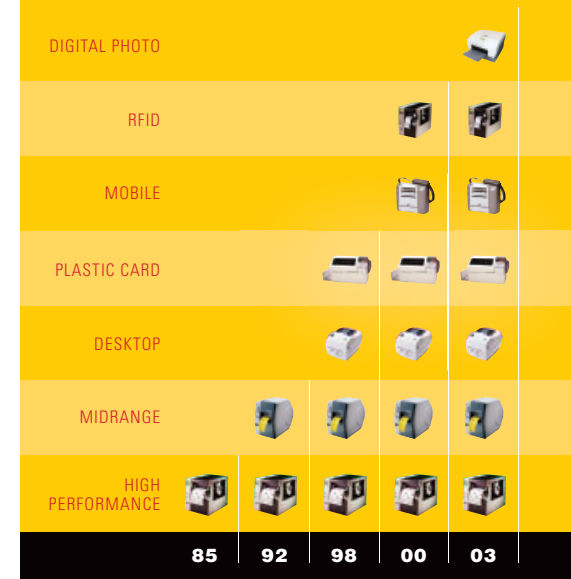 DIGITAL PHOTO
RFID
MOBILE
PLASTIC CARD
DESKTOP
MIDRANGE
HIGH
PERFORMANCE
85 92 98 00 03